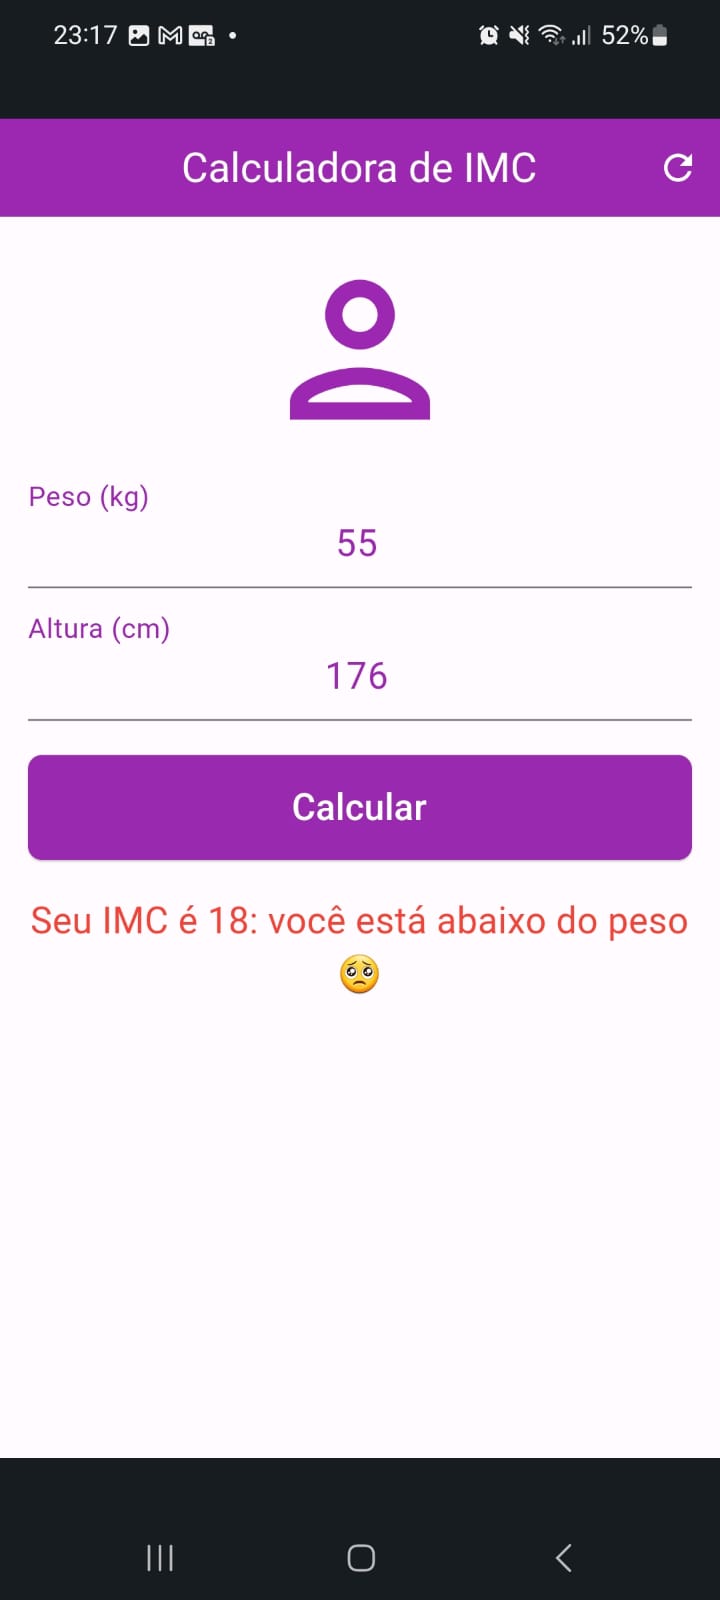 23:17
52%
Calculadora de IMC
Peso (kg)
55
Altura (cm)
176
Calcular
Seu IMC é 18: você está abaixo do peso
🥺